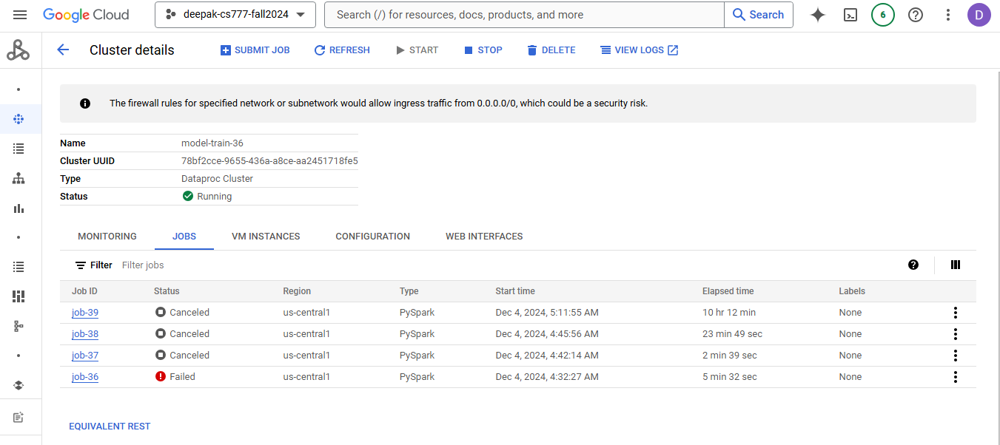 Google Cloud deepak-cs777-fall2024 Search (/) for resources, docs, products, and more Search 6 D
Cluster details SUBMIT JOB REFRESH START STOP DELETE VIEW LOGS
The firewall rules for specified network or subnetwork would allow ingress traffic from 0.0.0.0/0, which could be a security risk.
Name model-train-36
Cluster UUID 78bf2cce-9655-436a-a8ce-aa2451718fe5
Type Dataproc Cluster
Status Running
MONITORING JOBS VM INSTANCES CONFIGURATION WEB INTERFACES
Filter Filter jobs
Job ID Status Region Type Start time Elapsed time Labels
job-39 Canceled us-central1 PySpark Dec 4, 2024, 5:11:55 AM 10 hr 12 min None
job-38 Canceled us-central1 PySpark Dec 4, 2024, 4:45:56 AM 23 min 49 sec None
job-37 Canceled us-central1 PySpark Dec 4, 2024, 4:42:14 AM 2 min 39 sec None
job-36 Failed us-central1 PySpark Dec 4, 2024, 4:32:27 AM 5 min 32 sec None
EQUIVALENT REST